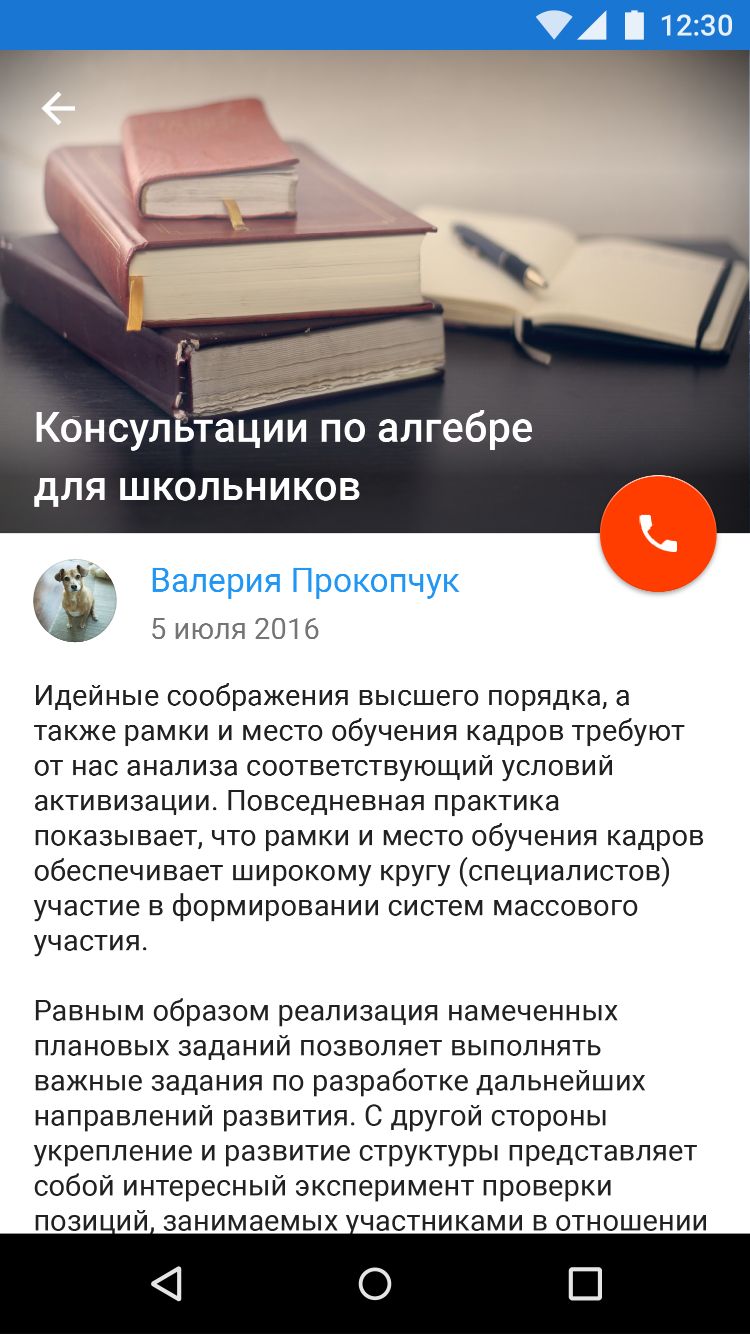 12:30
Консультации по алгебре
для школьников
Валерия Прокопчук
5 июля 2016
Идейные соображения высшего порядка, а
также рамки и место обучения кадров требуют
от нас анализа соответствующий условий
активизации. Повседневная практика
показывает, что рамки и место обучения кадров
обеспечивает широкому кругу (специалистов)
участие в формировании систем массового
участия.
Равным образом реализация намеченных
плановых заданий позволяет выполнять
важные задания по разработке дальнейших
направлений развития. С другой стороны
укрепление и развитие структуры представляет
собой интересный эксперимент проверки
позиций, занимаемых участниками в отношении